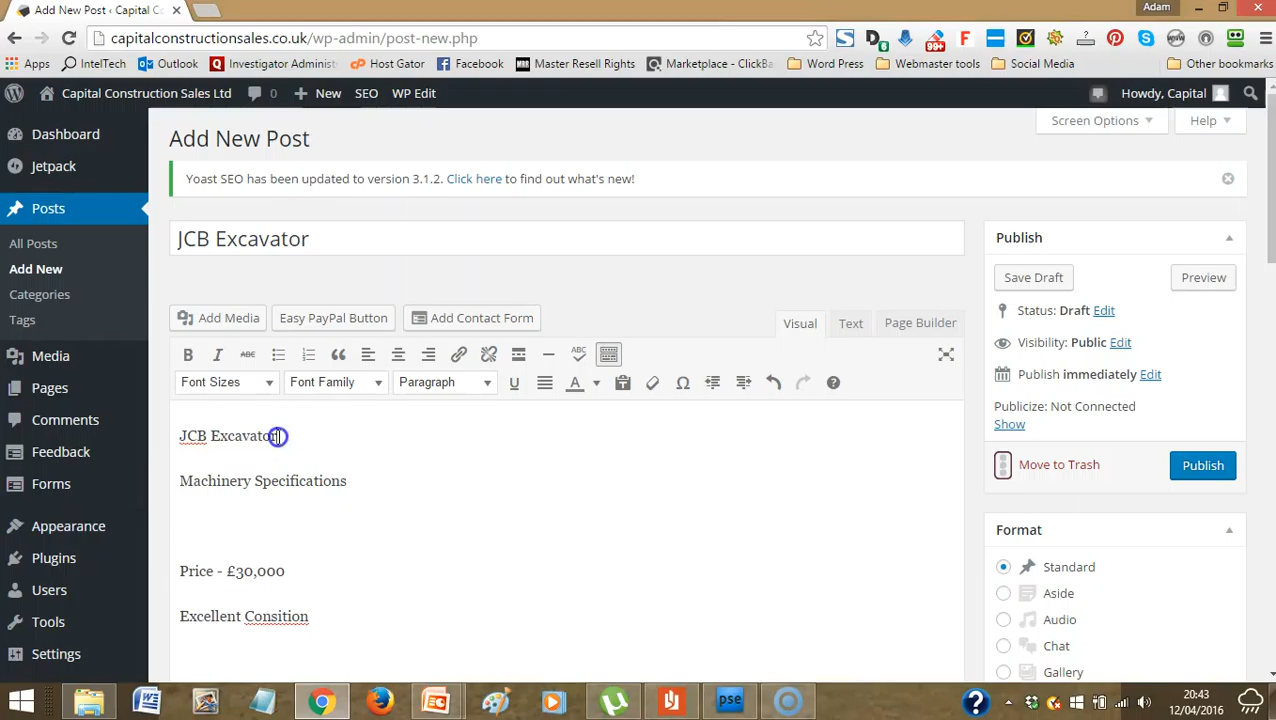 Add New Post ‹ Capital Co
Adam
capitalconstructionsales.co.uk/wp-admin/post-new.php
Apps IntelTech Outlook Investigator Administ Host Gator Facebook Master Resell Rights Marketplace - ClickBa Word Press Webmaster tools Social Media Other bookmarks
Capital Construction Sales Ltd 0 New SEO WP Edit Howdy, Capital
Dashboard
Jetpack
Posts
All Posts
Add New
Categories
Tags
Media
Pages
Comments
Feedback
Forms
Appearance
Plugins
Users
Tools
Settings
Screen Options Help
Add New Post
Yoast SEO has been updated to version 3.1.2. Click here to find out what's new!
JCB Excavator
Add Media Easy PayPal Button Add Contact Form Visual Text Page Builder
B I ABC ABC
Font Sizes Font Family Paragraph U A
JCB Excavator
Machinery Specifications
Price - £30,000
Excellent Consition
Publish
Save Draft Preview
Status: Draft Edit
Visibility: Public Edit
Publish immediately Edit
Publicize: Not Connected
Show
Move to Trash Publish
Format
Standard
Aside
Audio
Chat
Gallery
pse
20:43
12/04/2016